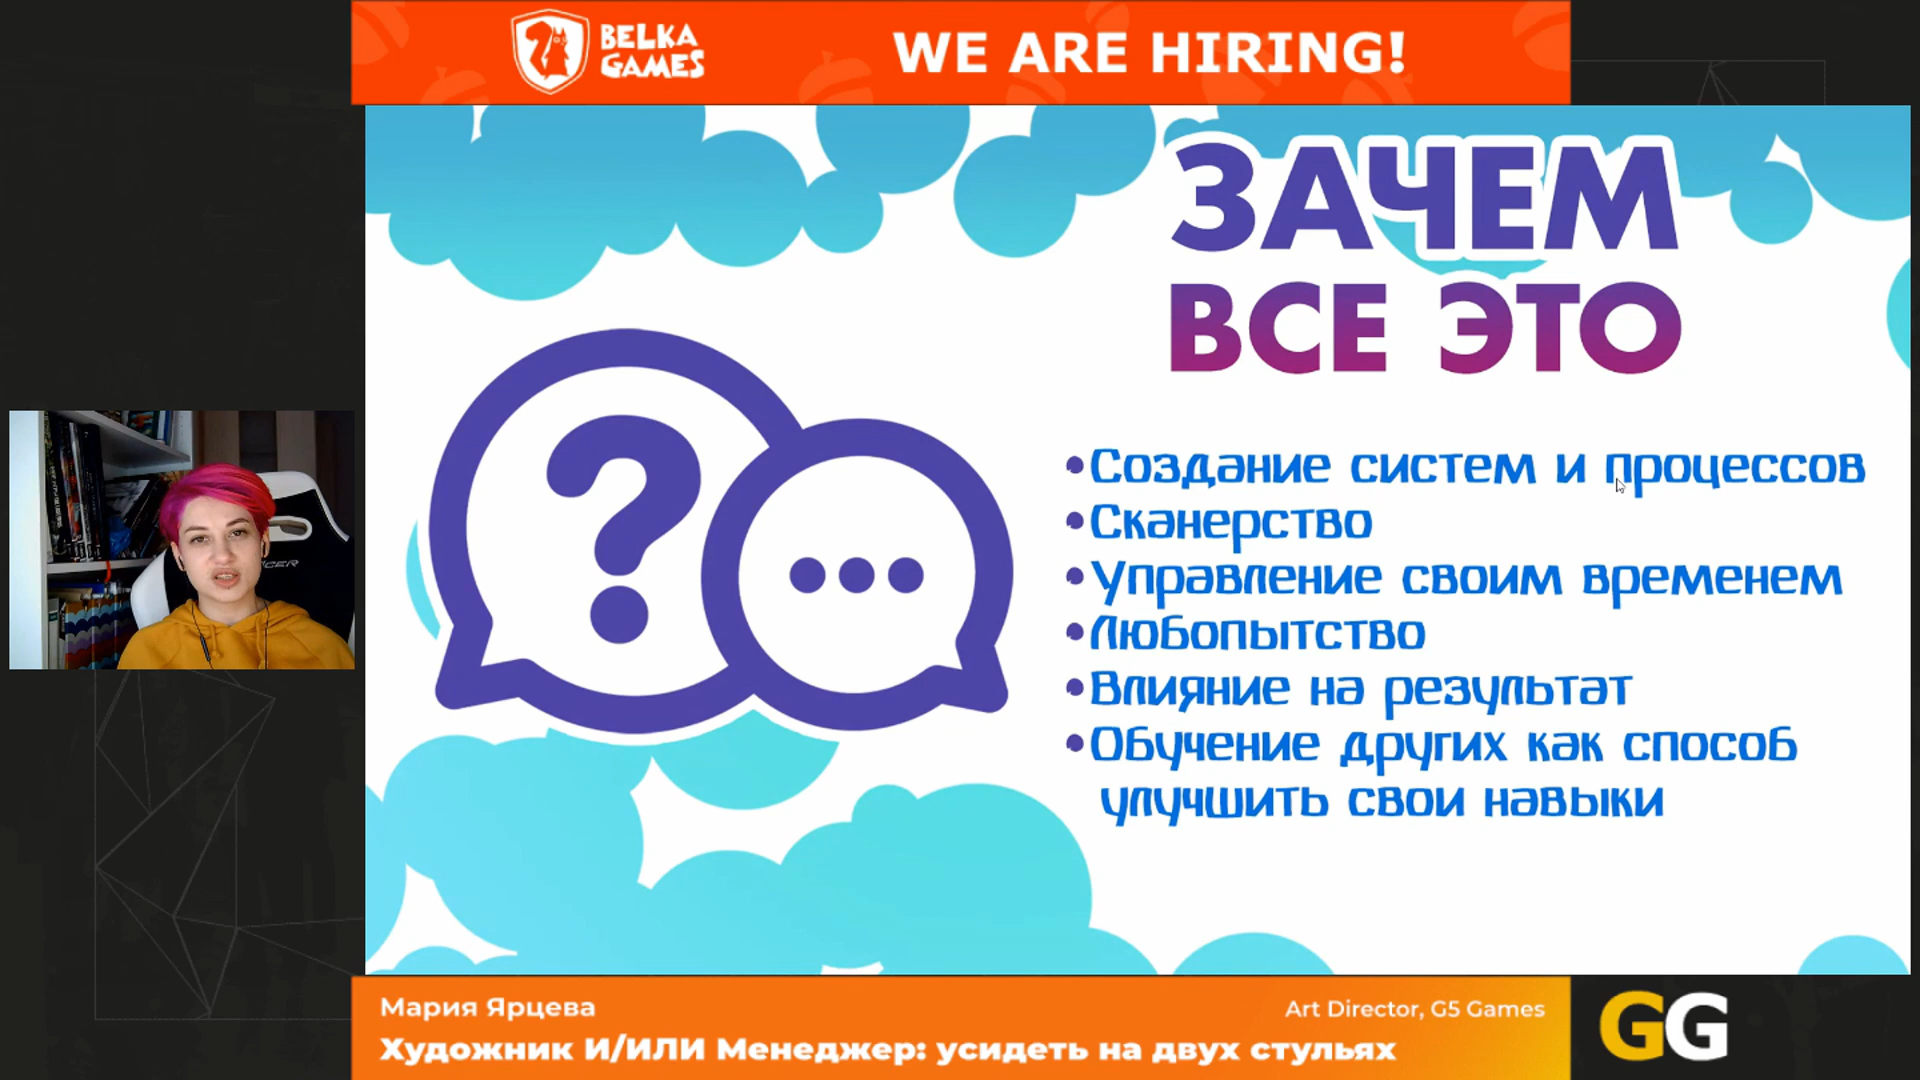 BELKA
GAMES
WE ARE HIRING!
ЗАЧЕМ
ВСЕ ЭТО
•Создание систем и процессов
•Сканерство
•Управление своим временем
•Любопытство
•Влияние на результат
•Обучение других как способ
улучшить свои навыки
Мария Ярцева
Art Director, G5 Games
Художник И/ИЛИ Менеджер: усидеть на двух стульях
GG